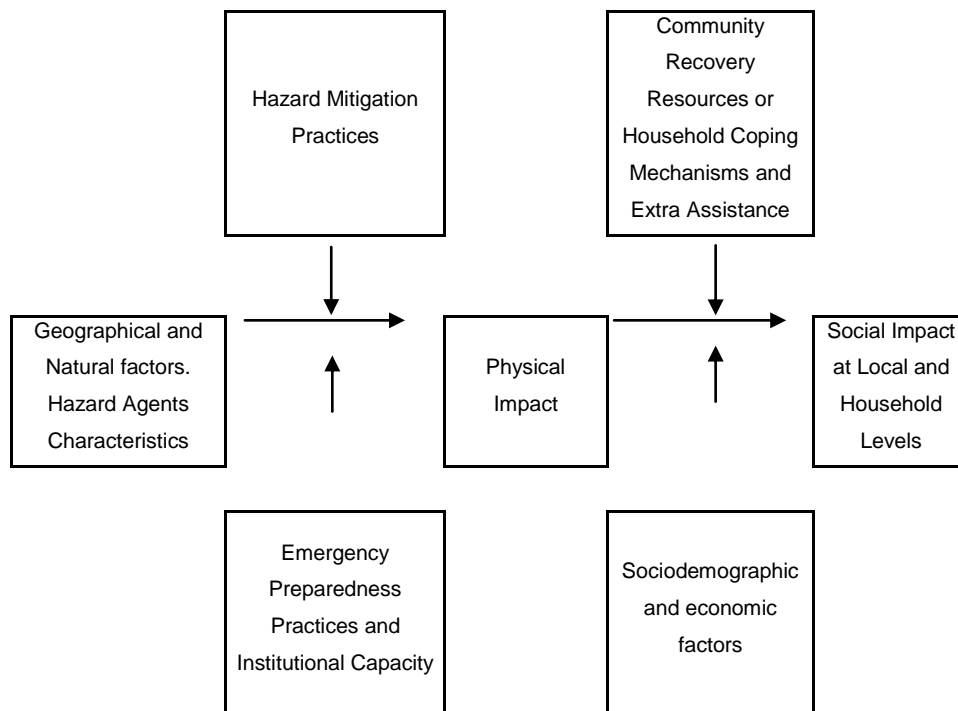 Hazard Mitigation
Practices
Community
Recovery
Resources or
Household Coping
Mechanisms and
Extra Assistance
Geographical and
Natural factors.
Hazard Agents
Characteristics
Physical
Impact
Social Impact
at Local and
Household
Levels
Emergency
Preparedness
Practices and
Institutional Capacity
Sociodemographic
and economic
factors